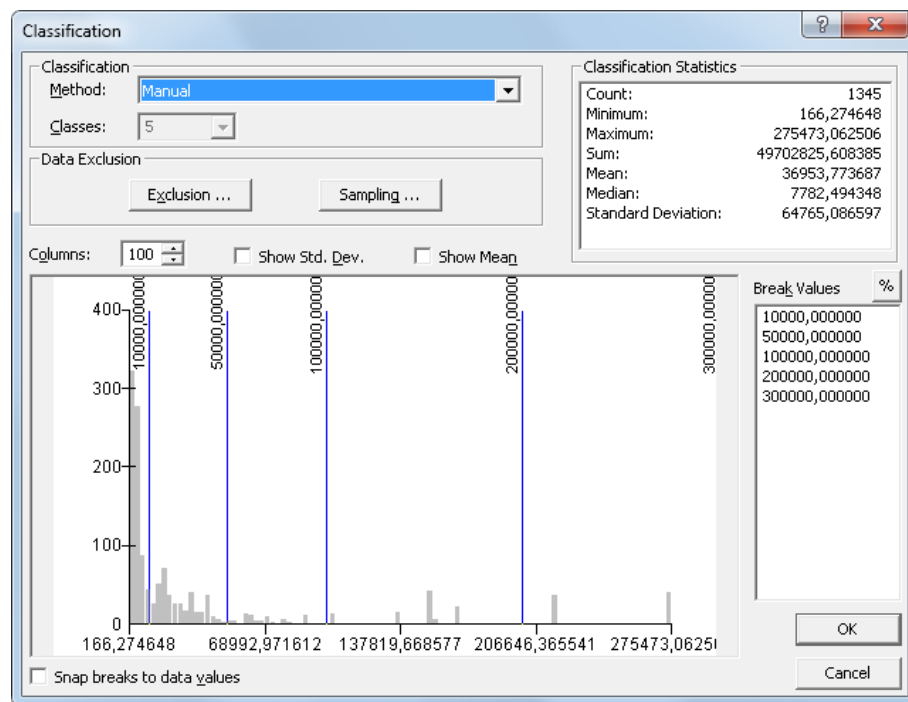 Classification
Classification
Method: Manual
Classes: 5
Data Exclusion
Exclusion ...
Sampling ...
Classification Statistics
Count: 1345
Minimum: 166,274648
Maximum: 275473,062506
Sum: 49702825,608385
Mean: 36953,773687
Median: 7782,494348
Standard Deviation: 64765,086597
Columns: 100
Show Std. Dev.
Show Mean
Break Values
%
10000,000000
50000,000000
100000,000000
200000,000000
300000,000000
10000,000000
50000,000000
100000,00000
200000,00000
300000,00000
400
300
200
100
0
166,274648 68992,971612 137819,668577 206646,365541 275473,06250
OK
Snap breaks to data values
Cancel